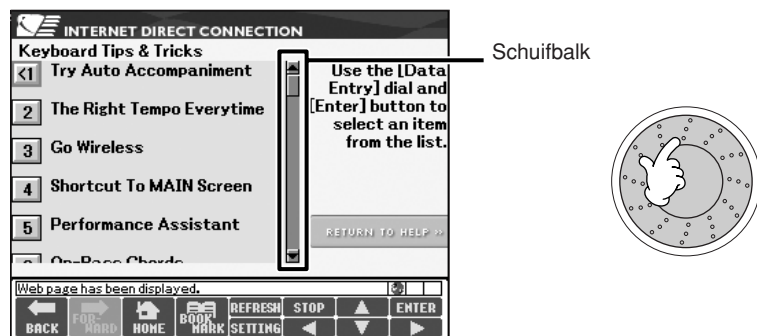 INTERNET DIRECT CONNECTION
Keyboard Tips & Tricks
<1 Try Auto Accompaniment
2 The Right Tempo Everytime
3 Go Wireless
4 Shortcut To MAIN Screen
5 Performance Assistant
On-Bass Chords
Use the [Data
Entry] dial and
[Enter] button to
select an item
from the list.
RETURN TO HELP »
Schuifbalk
Web page has been displayed.
BACK
FOR-
WARD
HOME
BOOK
MARK
REFRESH
SETTING
STOP
ENTER